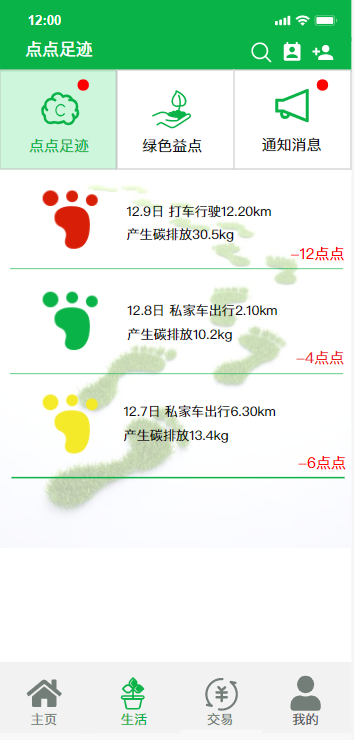 12:00
点点足迹
C
点点足迹
绿色益点
通知消息
12.9日 打车行驶12.20km
产生碳排放30.5kg
–12点点
12.8日 私家车出行2.10km
产生碳排放10.2kg
–4点点
12.7日 私家车出行6.30km
产生碳排放13.4kg
–6点点
主页
生活
交易
我的